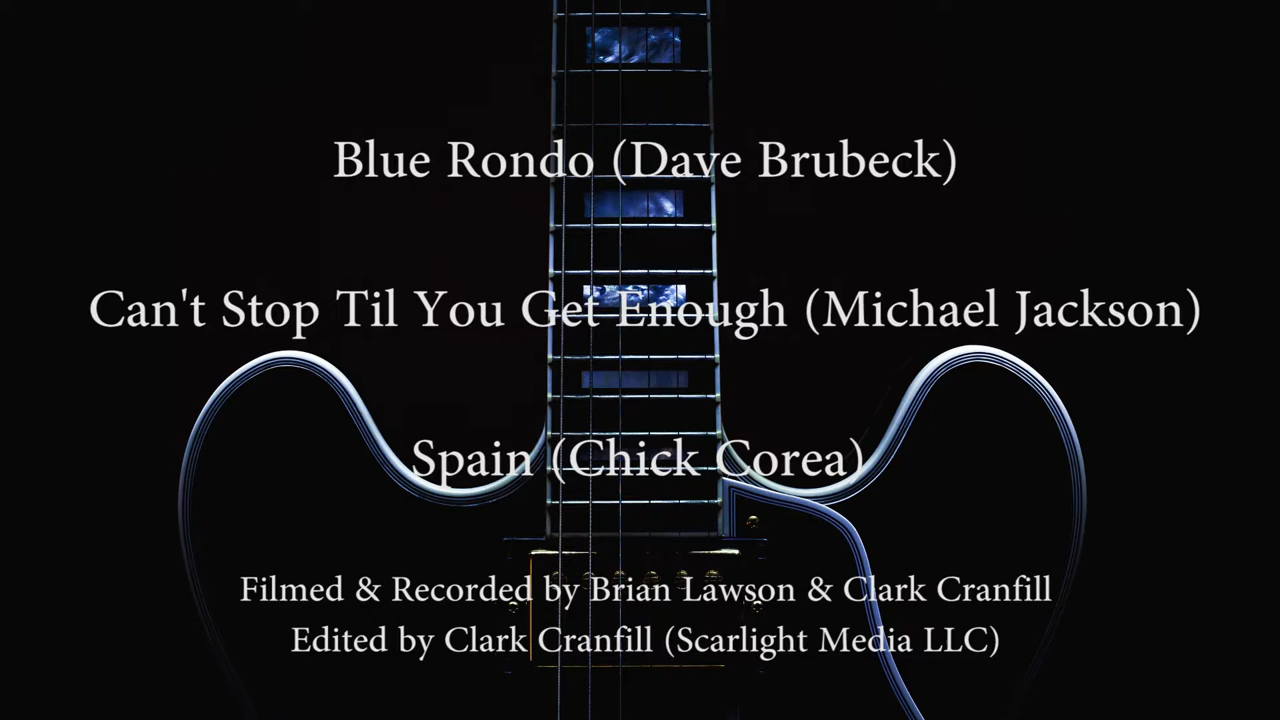 Blue Rondo (Dave Brubeck)
Can't Stop Til You Get Enough (Michael Jackson)
Spain (Chick Corea)
Filmed & Recorded by Brian Lawson & Clark Cranfill
Edited by Clark Cranfill (Scarlight Media LLC)